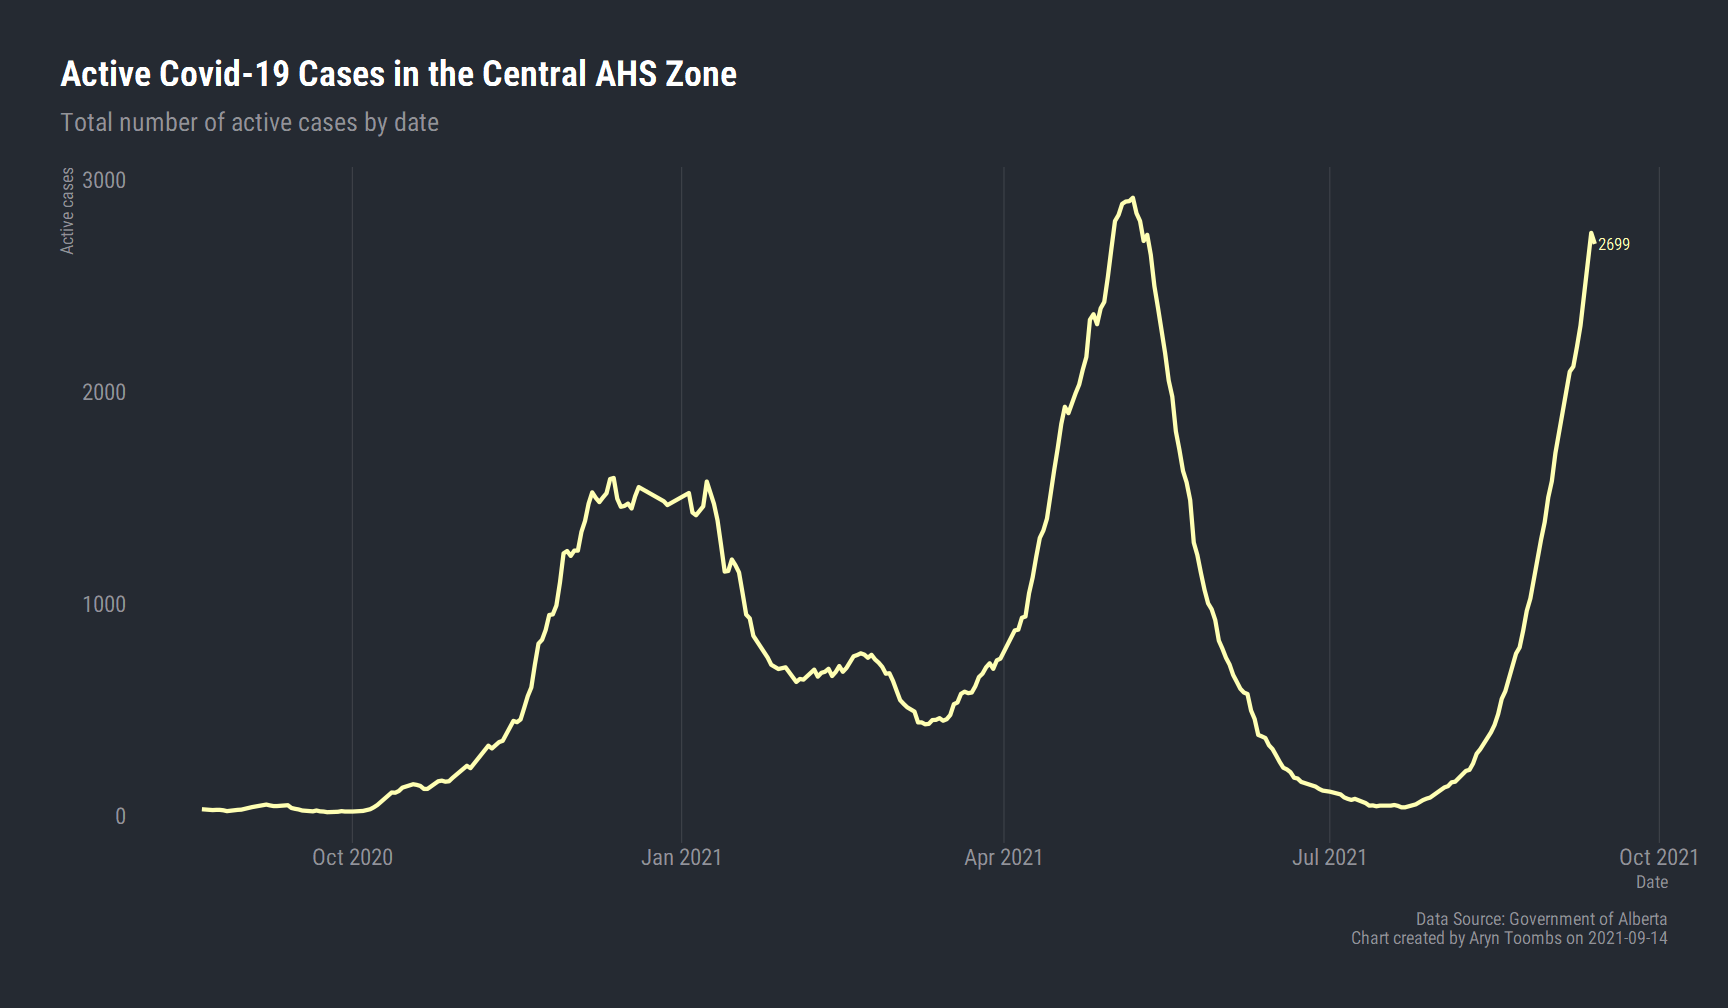 Active Covid-19 Cases in the Central AHS Zone
Total number of active cases by date
Active cases
3000
2000
1000
0
2699
Oct 2020
Jan 2021
Apr 2021
Jul 2021
Oct 2021
Date
Data Source: Government of Alberta
Chart created by Aryn Toombs on 2021-09-14